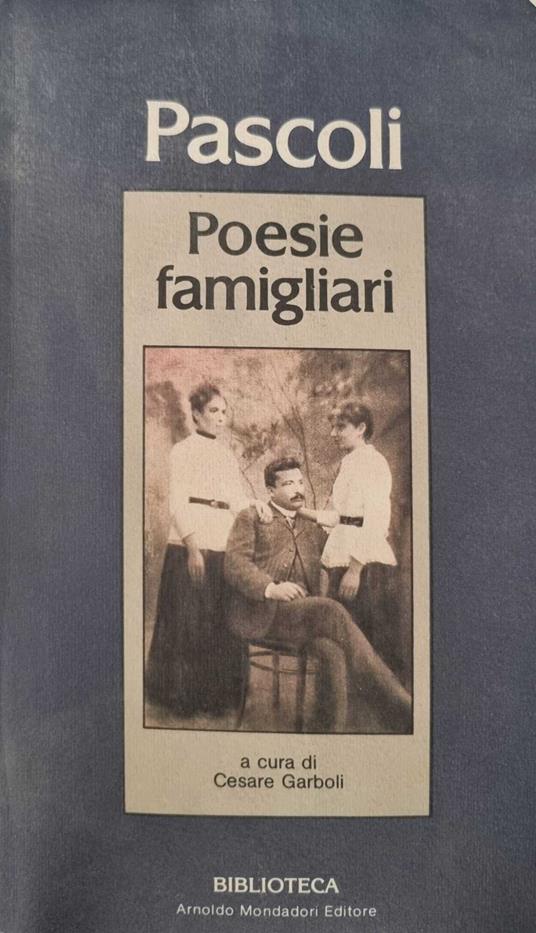 Pascoli
Poesie
famigliari
a cura di
Cesare Garboli
BIBLIOTECA
Arnoldo Mondadori Editore